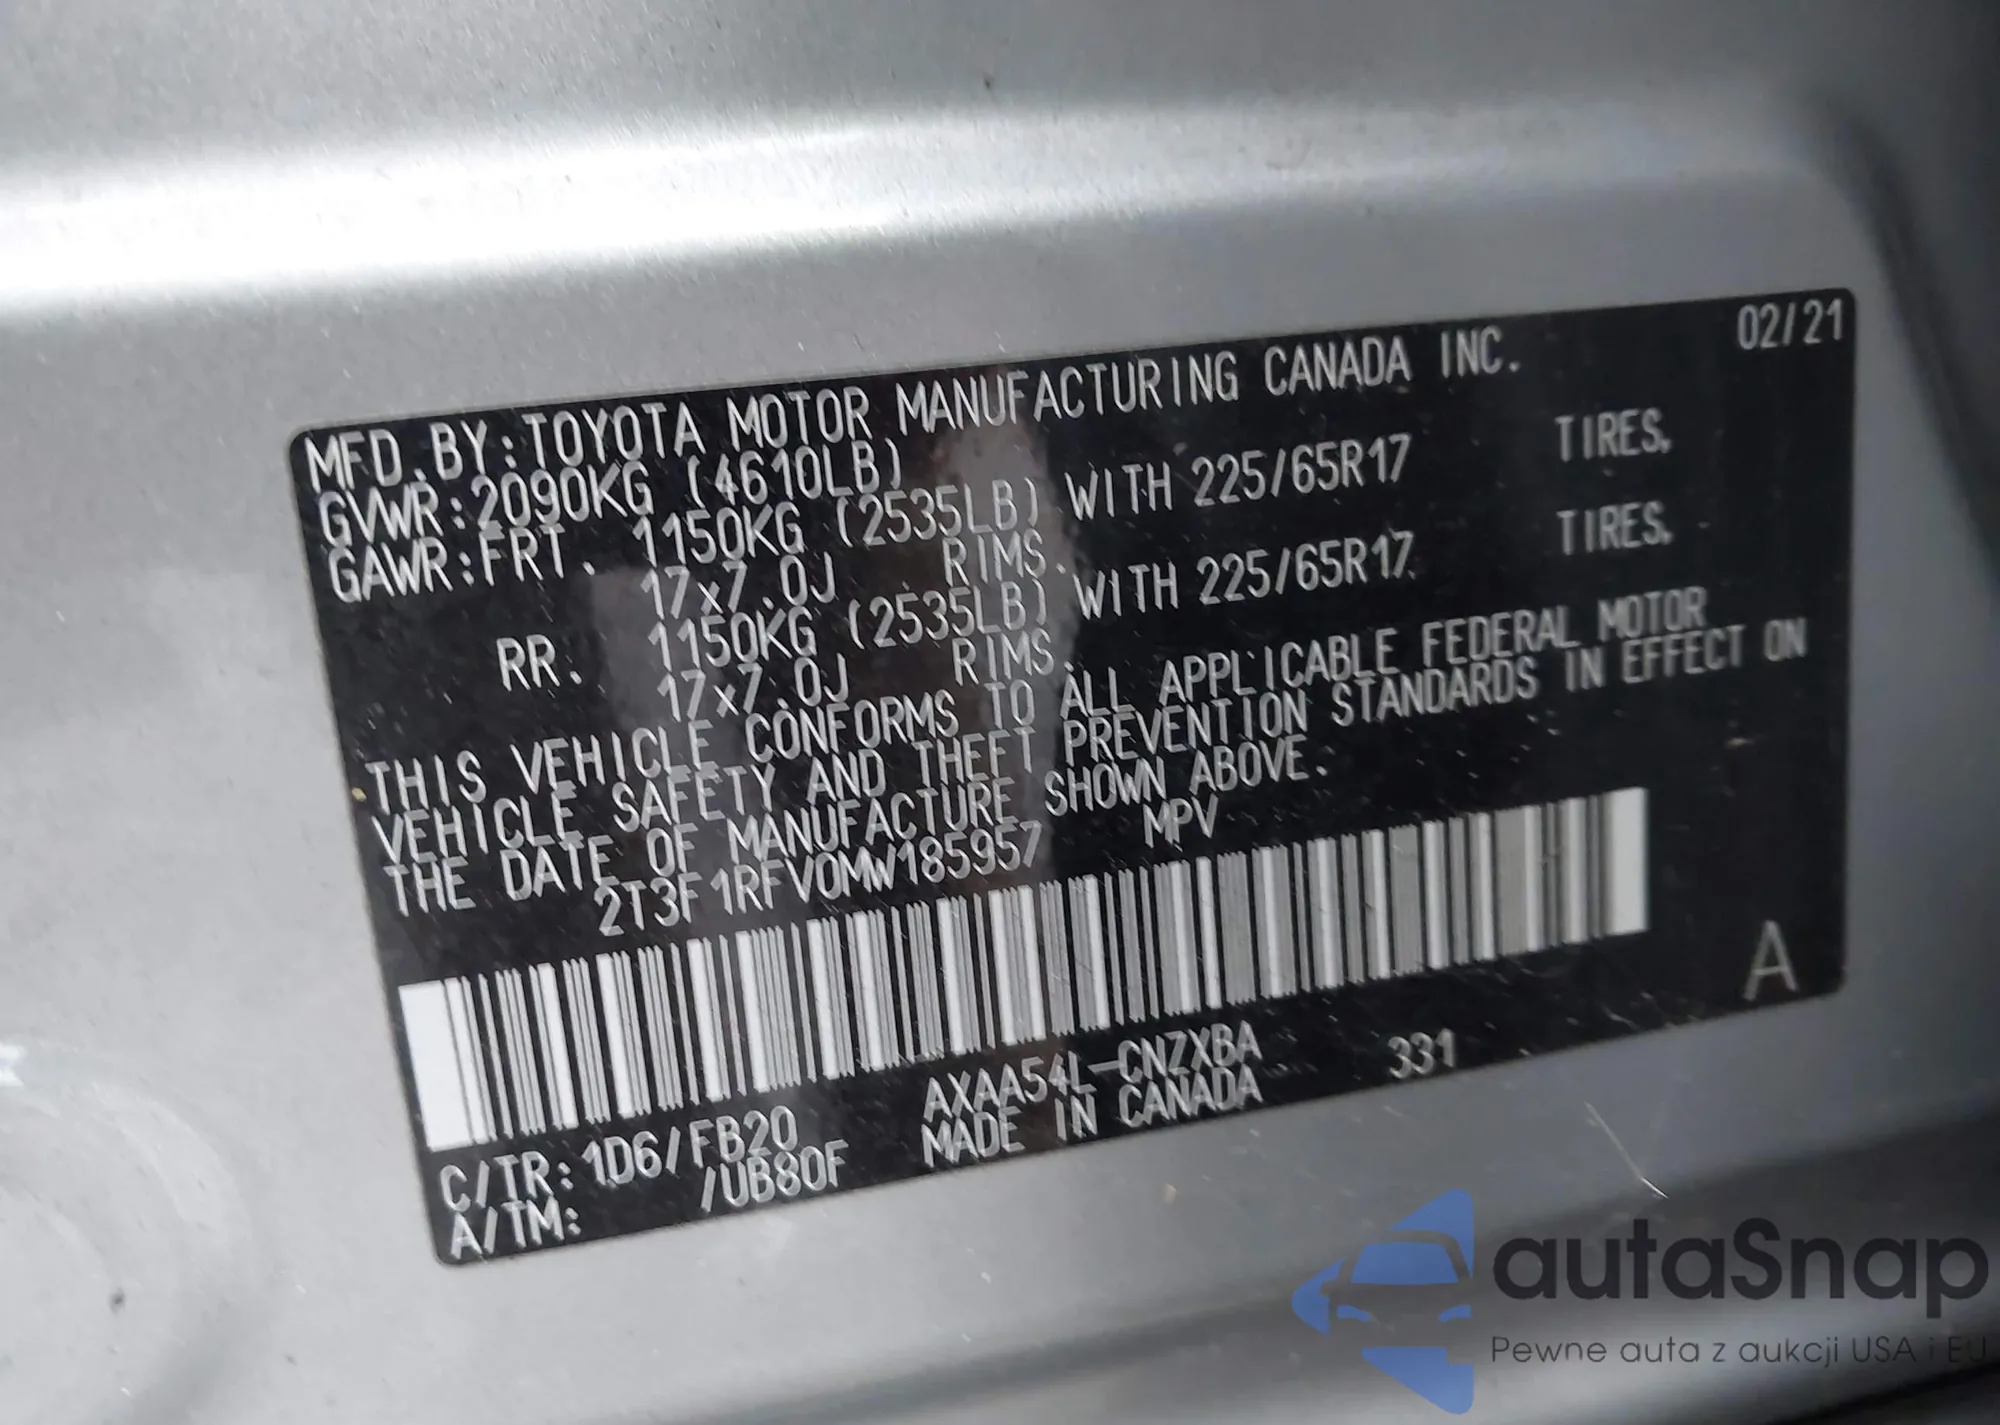 MFD.BY:TOYOTA MOTOR MANUFACTURING CANADA INC. 02/21
GVWR:2090KG (4610LB)
GAWR:FRT. 1150KG (2535LB) WITH 225/65R17 TIRES,
17x7.0J RIMS.
RR. 1150KG (2535LB) WITH 225/65R17 TIRES,
17x7.0J RIMS.
THIS VEHICLE CONFORMS TO ALL APPLICABLE FEDERAL MOTOR
VEHICLE SAFETY AND THEFT PREVENTION STANDARDS IN EFFECT ON
THE DATE OF MANUFACTURE SHOWN ABOVE.
2T3F1RFV0MW185957 MPV
A
AXAA54L-CNZXBA 331
C/TR:1D6/FB20 MADE IN CANADA
A/TM: /UB80F
autaSnap
Pewne auta z aukcji USA i EU